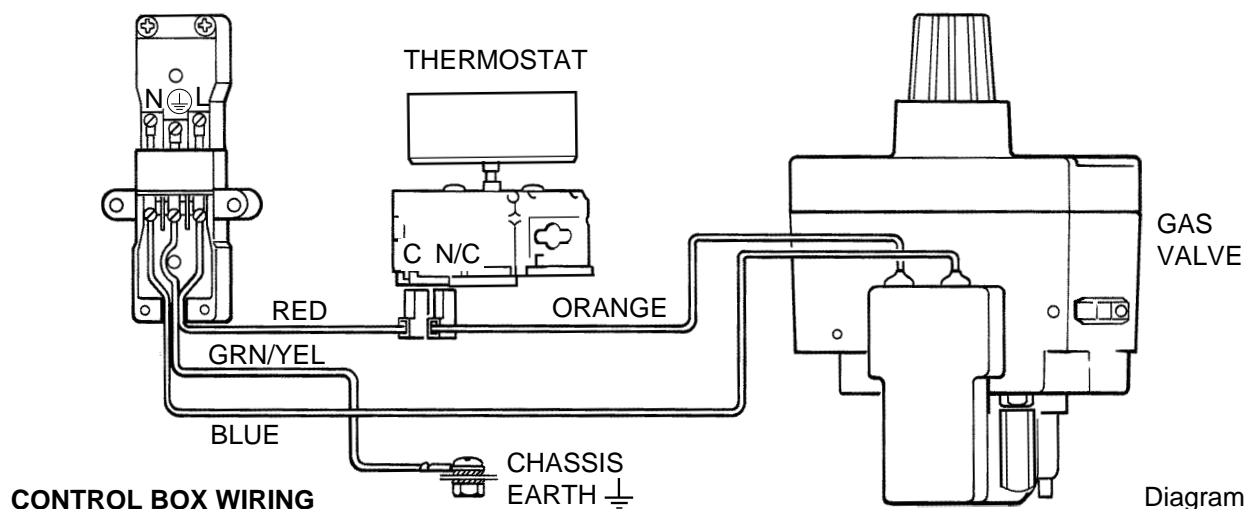 THERMOSTAT
N L
C N/C
GAS
VALVE
RED
ORANGE
GRN/YEL
BLUE
CHASSIS
EARTH
CONTROL BOX WIRING
Diagram